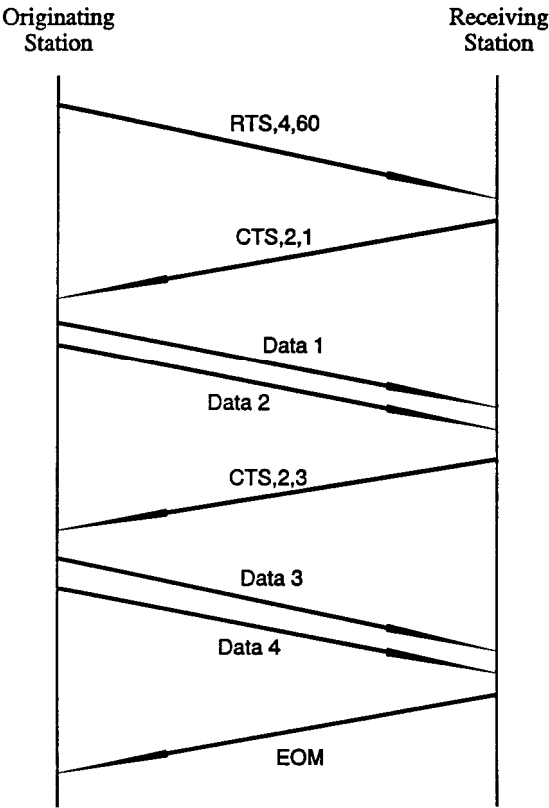 Originating
Station
Receiving
Station
RTS,4,60
CTS,2,1
Data 1
Data 2
CTS,2,3
Data 3
Data 4
EOM